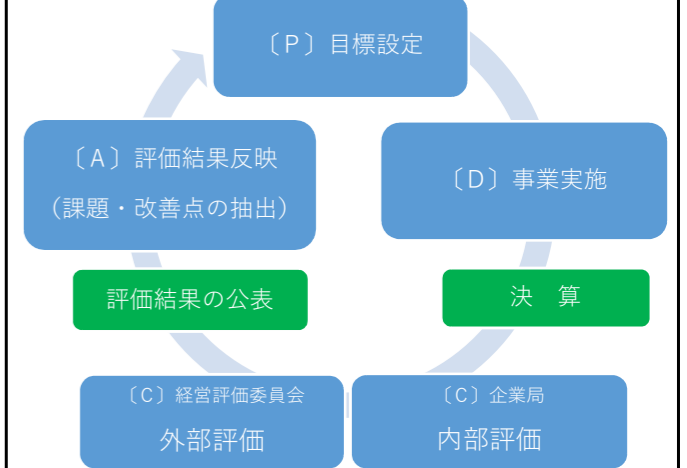 〔Ｐ〕目標設定
〔Ｄ〕事業実施
決　算
〔Ｃ〕企業局
内部評価
〔Ｃ〕経営評価委員会
外部評価
評価結果の公表
〔Ａ〕評価結果反映
（課題・改善点の抽出）